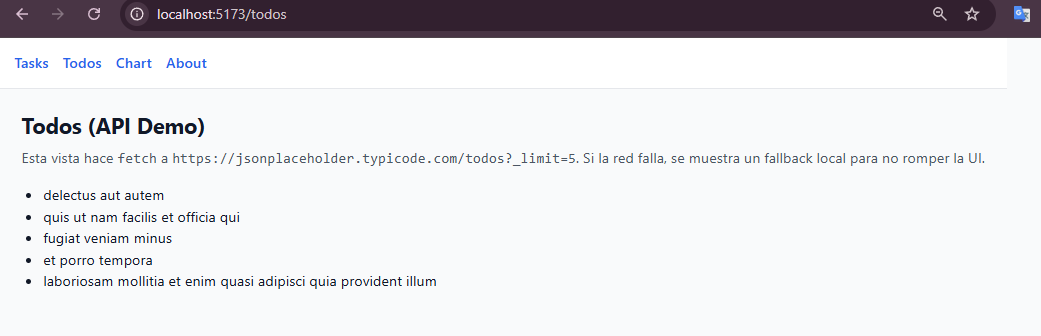 localhost:5173/todos
Tasks Todos Chart About
Todos (API Demo)
Esta vista hace fetch a https://jsonplaceholder.typicode.com/todos?_limit=5. Si la red falla, se muestra un fallback local para no romper la UI.
• delectus aut autem
• quis ut nam facilis et officia qui
• fugiat veniam minus
• et porro tempora
• laboriosam mollitia et enim quasi adipisci quia provident illum